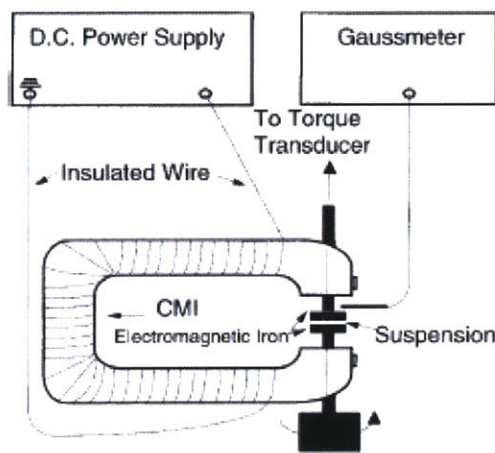 D.C. Power Supply
Gaussmeter
To Torque
Transducer
Insulated Wire
CMI
Electromagnetic Iron
Suspension